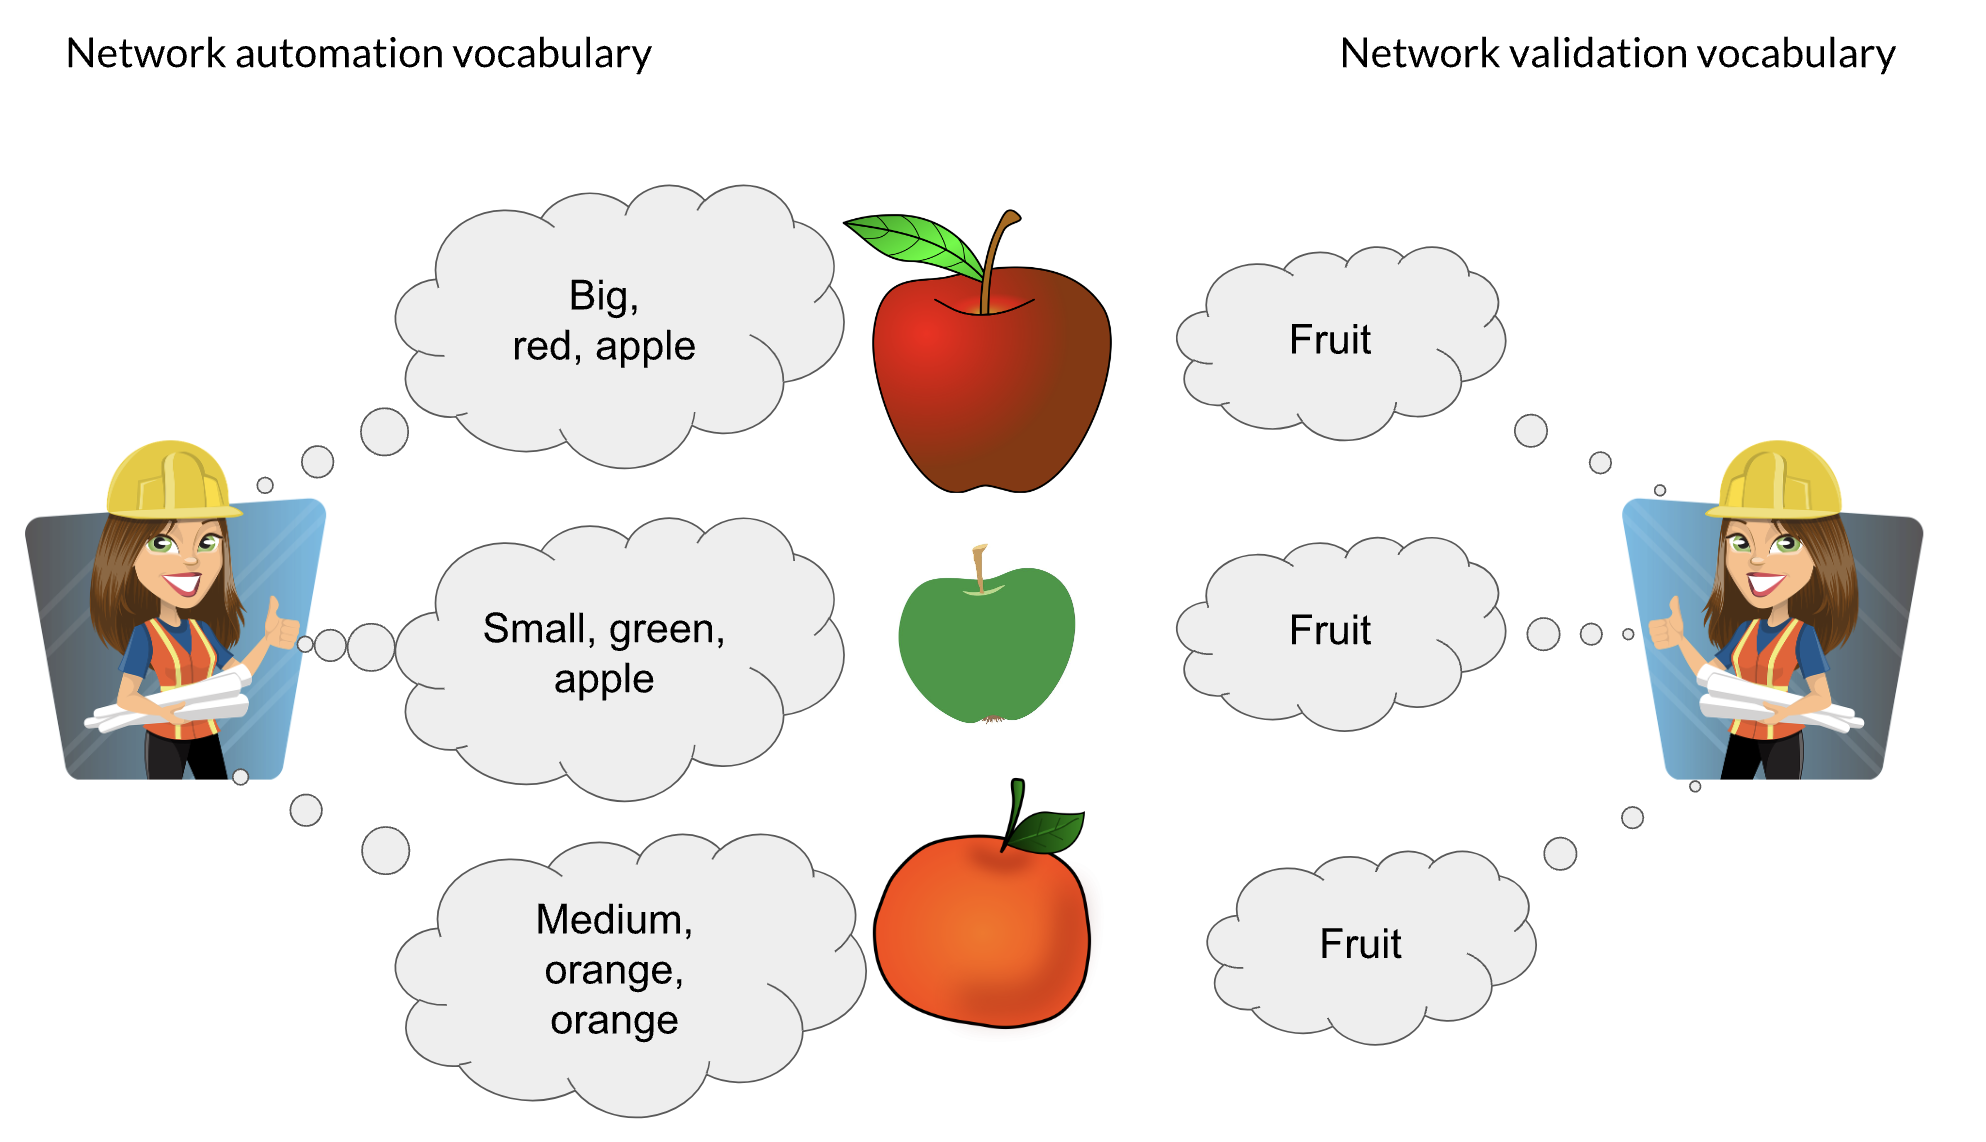 Network automation vocabulary
Network validation vocabulary
Big,
red, apple
Fruit
Small, green,
apple
Fruit
Medium,
orange,
orange
Fruit